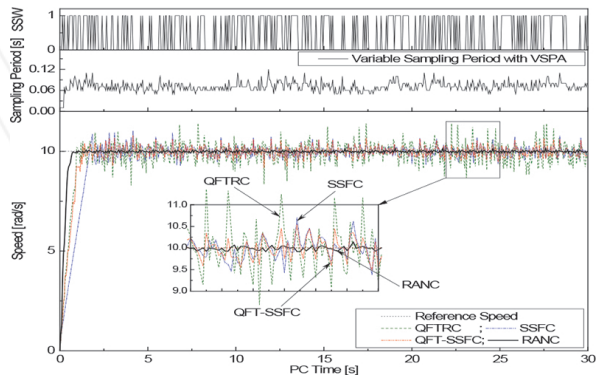 SSW
1
0
Sampling Period [s]
0.12
0.06
0.00
Variable Sampling Period with VSPA
Speed [rad/s]
10
5
0
QFTRC
SSFC
11.0
10.5
10.0
9.5
9.0
RANC
QFT-SSFC
Reference Speed
QFTRC ; SSFC
QFT-SSFC; RANC
0 5 10 15 20 25 30
PC Time [s]